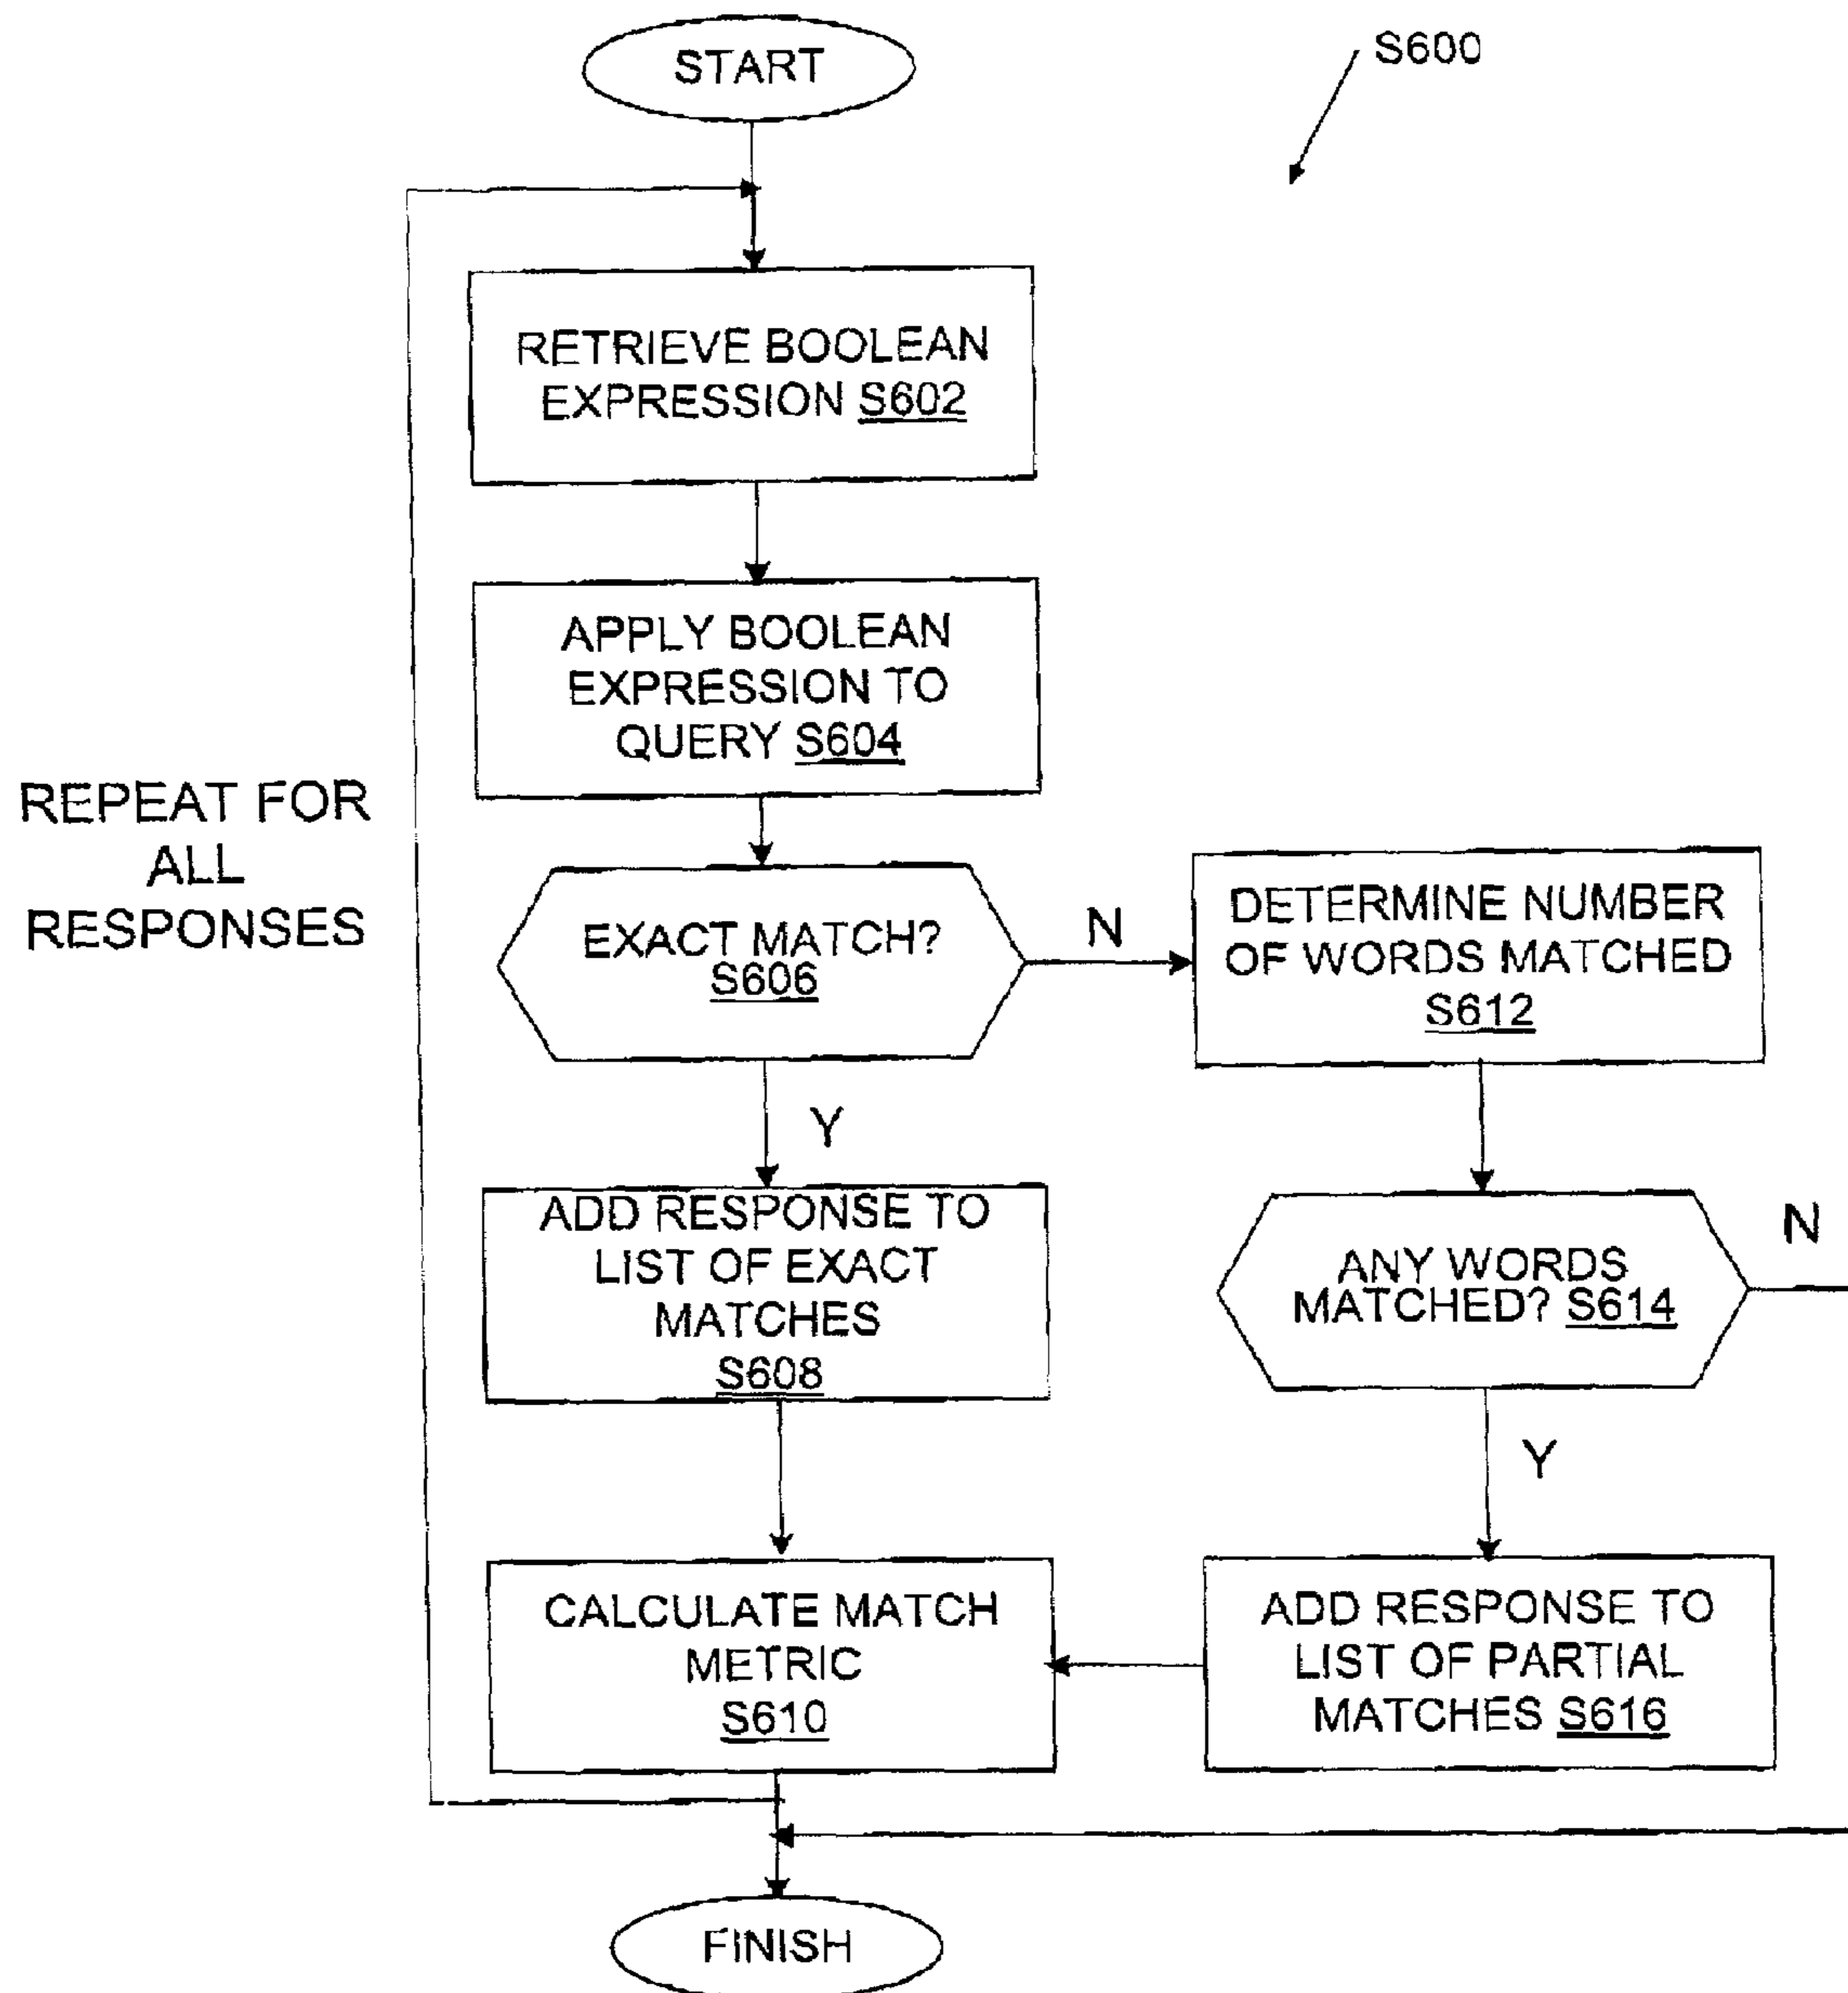 START
S600
RETRIEVE BOOLEAN
EXPRESSION S602
APPLY BOOLEAN
EXPRESSION TO
QUERY S604
REPEAT FOR
ALL
RESPONSES
EXACT MATCH?
S606
N
DETERMINE NUMBER
OF WORDS MATCHED
S612
Y
ADD RESPONSE TO
LIST OF EXACT
MATCHES
S608
ANY WORDS
MATCHED? S614
N
Y
CALCULATE MATCH
METRIC
S610
ADD RESPONSE TO
LIST OF PARTIAL
MATCHES S616
FINISH